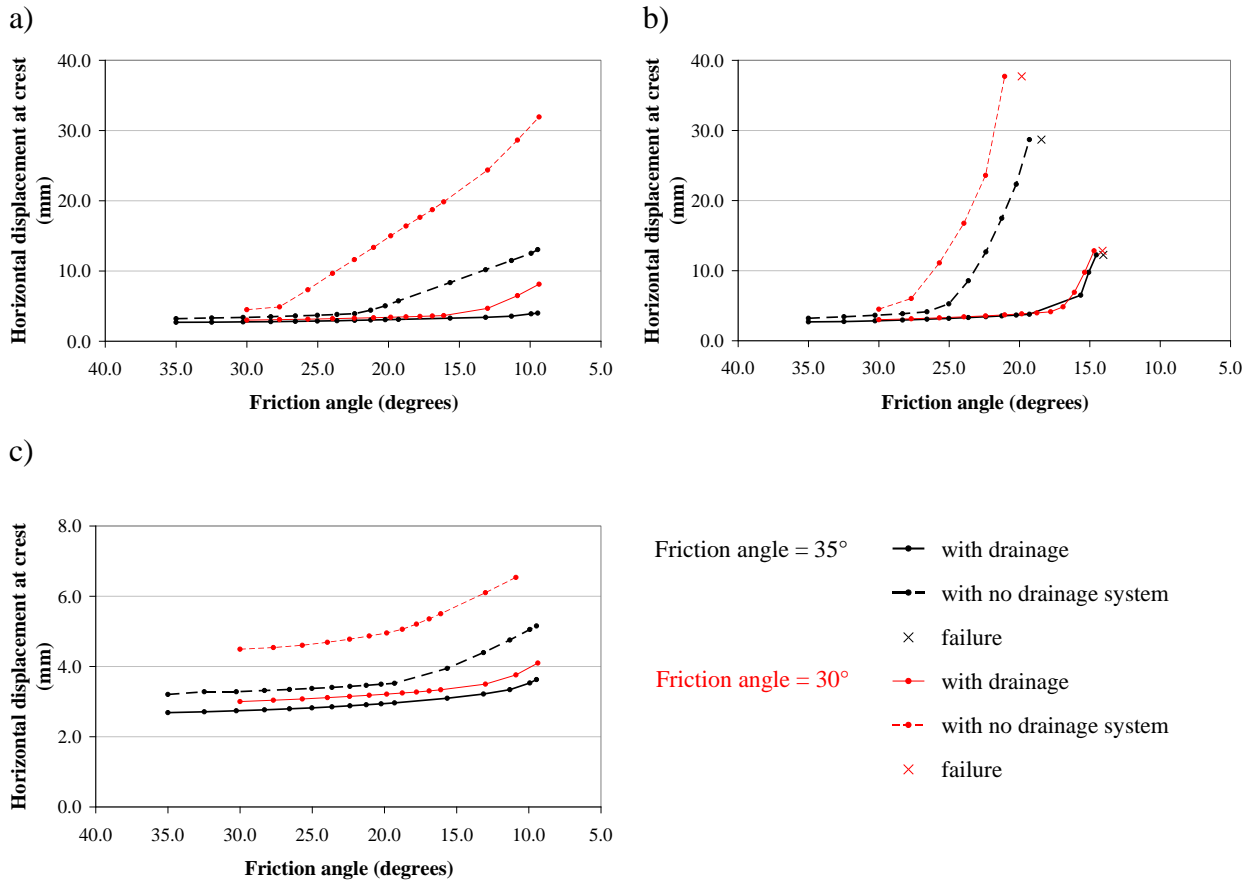 a)
Horizontal displacement at crest
(mm)
40.0
30.0
20.0
10.0
0.0
40.0 35.0 30.0 25.0 20.0 15.0 10.0 5.0
Friction angle (degrees)
b)
Horizontal displacement at crest
(mm)
40.0
30.0
20.0
10.0
0.0
40.0 35.0 30.0 25.0 20.0 15.0 10.0 5.0
Friction angle (degrees)
c)
Horizontal displacement at crest
(mm)
8.0
6.0
4.0
2.0
0.0
40.0 35.0 30.0 25.0 20.0 15.0 10.0 5.0
Friction angle (degrees)
Friction angle = 35° with drainage
with no drainage system
failure
Friction angle = 30° with drainage
with no drainage system
failure